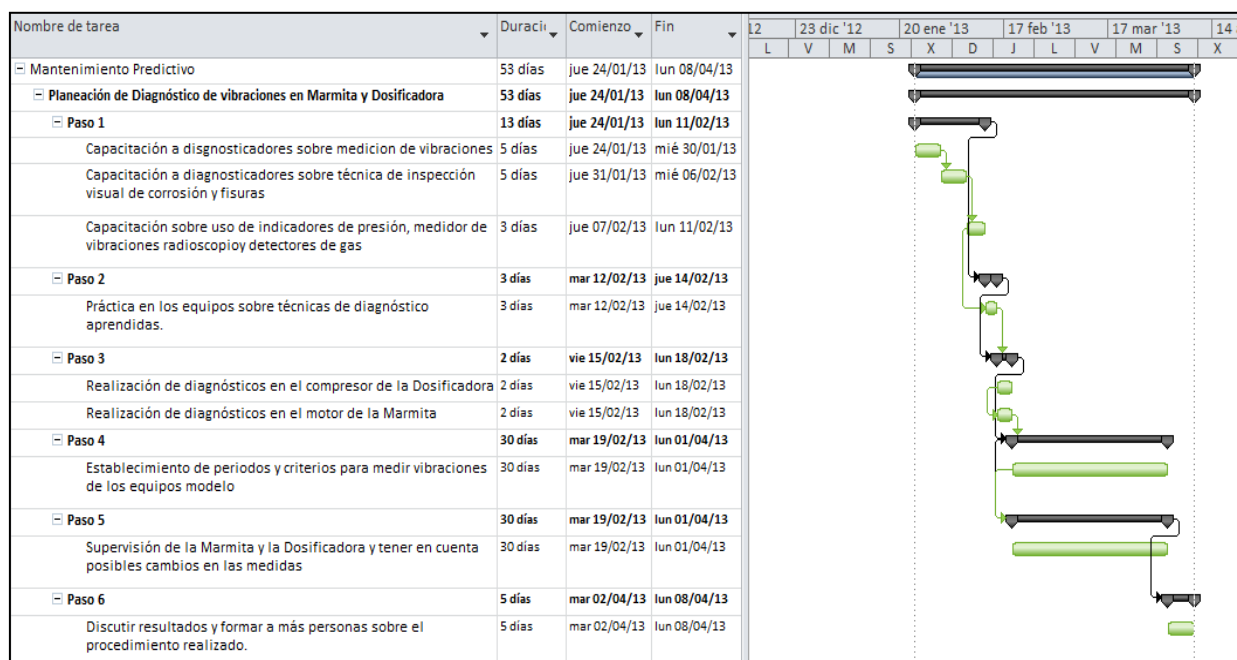 Nombre de tarea Duració Comienzo Fin 12 23 dic '12 20 ene '13 17 feb '13 17 mar '13 14
L V M S X D J L V M S X
Mantenimiento Predictivo 53 días jue 24/01/13 lun 08/04/13
Planeación de Diagnóstico de vibraciones en Marmita y Dosificadora 53 días jue 24/01/13 lun 08/04/13
Paso 1 13 días jue 24/01/13 lun 11/02/13
Capacitación a disgnosticadores sobre medicion de vibraciones 5 días jue 24/01/13 mié 30/01/13
Capacitación a diagnosticadores sobre técnica de inspección 5 días jue 31/01/13 mié 06/02/13
visual de corrosión y fisuras
Capacitación sobre uso de indicadores de presión, medidor de 3 días jue 07/02/13 lun 11/02/13
vibraciones radioscopioy detectores de gas
Paso 2 3 días mar 12/02/13 jue 14/02/13
Práctica en los equipos sobre técnicas de diagnóstico 3 días mar 12/02/13 jue 14/02/13
aprendidas.
Paso 3 2 días vie 15/02/13 lun 18/02/13
Realización de diagnósticos en el compresor de la Dosificadora 2 días vie 15/02/13 lun 18/02/13
Realización de diagnósticos en el motor de la Marmita 2 días vie 15/02/13 lun 18/02/13
Paso 4 30 días mar 19/02/13 lun 01/04/13
Establecimiento de periodos y criterios para medir vibraciones 30 días mar 19/02/13 lun 01/04/13
de los equipos modelo
Paso 5 30 días mar 19/02/13 lun 01/04/13
Supervisión de la Marmita y la Dosificadora y tener en cuenta 30 días mar 19/02/13 lun 01/04/13
posibles cambios en las medidas
Paso 6 5 días mar 02/04/13 lun 08/04/13
Discutir resultados y formar a más personas sobre el 5 días mar 02/04/13 lun 08/04/13
procedimiento realizado.